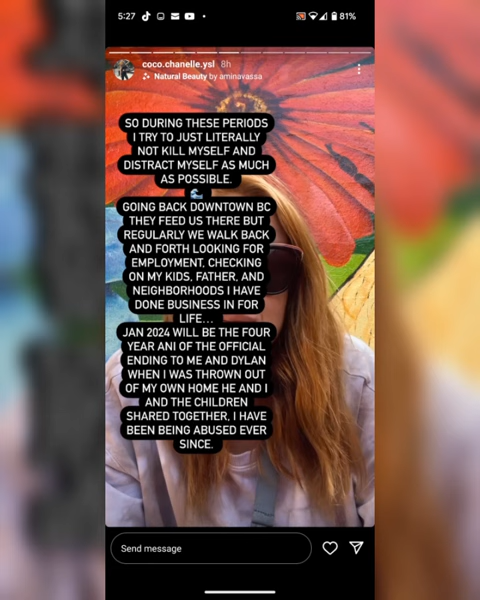 5:27
81%
coco.chanelle.ysl 8h
Natural Beauty by aminavassa
SO DURING THESE PERIODS
I TRY TO JUST LITERALLY
NOT KILL MYSELF AND
DISTRACT MYSELF AS MUCH
AS POSSIBLE.
GOING BACK DOWNTOWN BC
THEY FEED US THERE BUT
REGULARLY WE WALK BACK
AND FORTH LOOKING FOR
EMPLOYMENT, CHECKING
ON MY KIDS, FATHER, AND
NEIGHBORHOODS I HAVE
DONE BUSINESS IN FOR
LIFE...
JAN 2024 WILL BE THE FOUR
YEAR ANI OF THE OFFICIAL
ENDING TO ME AND DYLAN
WHEN I WAS THROWN OUT
OF MY OWN HOME HE AND I
AND THE CHILDREN
SHARED TOGETHER, I HAVE
BEEN BEING ABUSED EVER
SINCE.
Send message